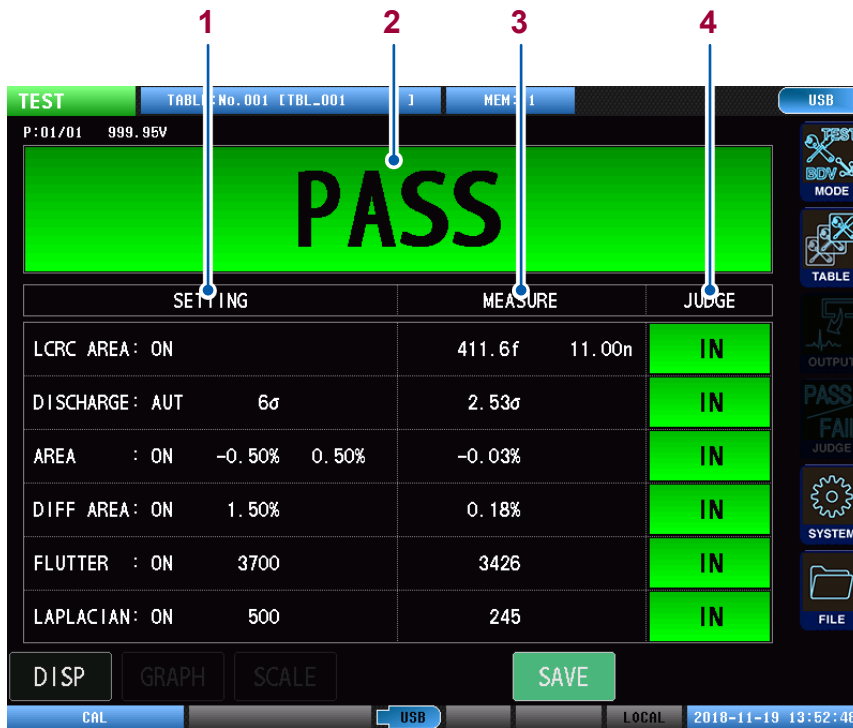 1 2 3 4
TEST TABLE:No.001 [TBL_001 ] MEM: 1 USB
P:01/01 999.95V
PASS
TEST
BDV
MODE
TABLE
SETTING MEASURE JUDGE
LCRC AREA: ON 411.6f 11.00n IN
OUTPUT
DISCHARGE: AUT 6σ 2.53σ IN
PASS
FAIL
JUDGE
AREA : ON -0.50% 0.50% -0.03% IN
DIFF AREA: ON 1.50% 0.18% IN
SYSTEM
FLUTTER : ON 3700 3426 IN
LAPLACIAN: ON 500 245 IN
FILE
DISP GRAPH SCALE SAVE
CAL USB LOCAL 2018-11-19 13:52:46